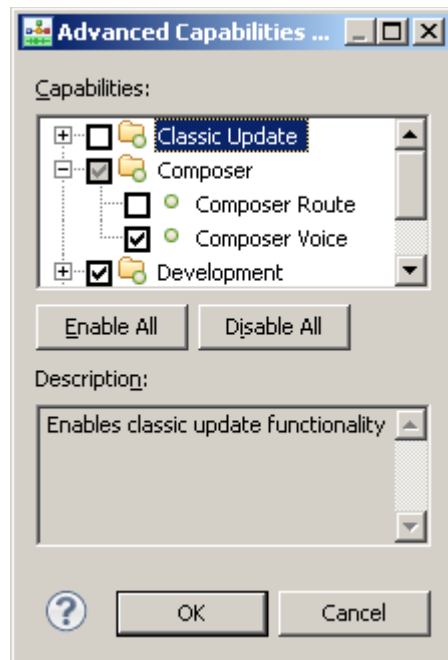 Advanced Capabilities ...
Capabilities:
Classic Update
Composer
Composer Route
Composer Voice
Development
Enable All Disable All
Description:
Enables classic update functionality
? OK Cancel